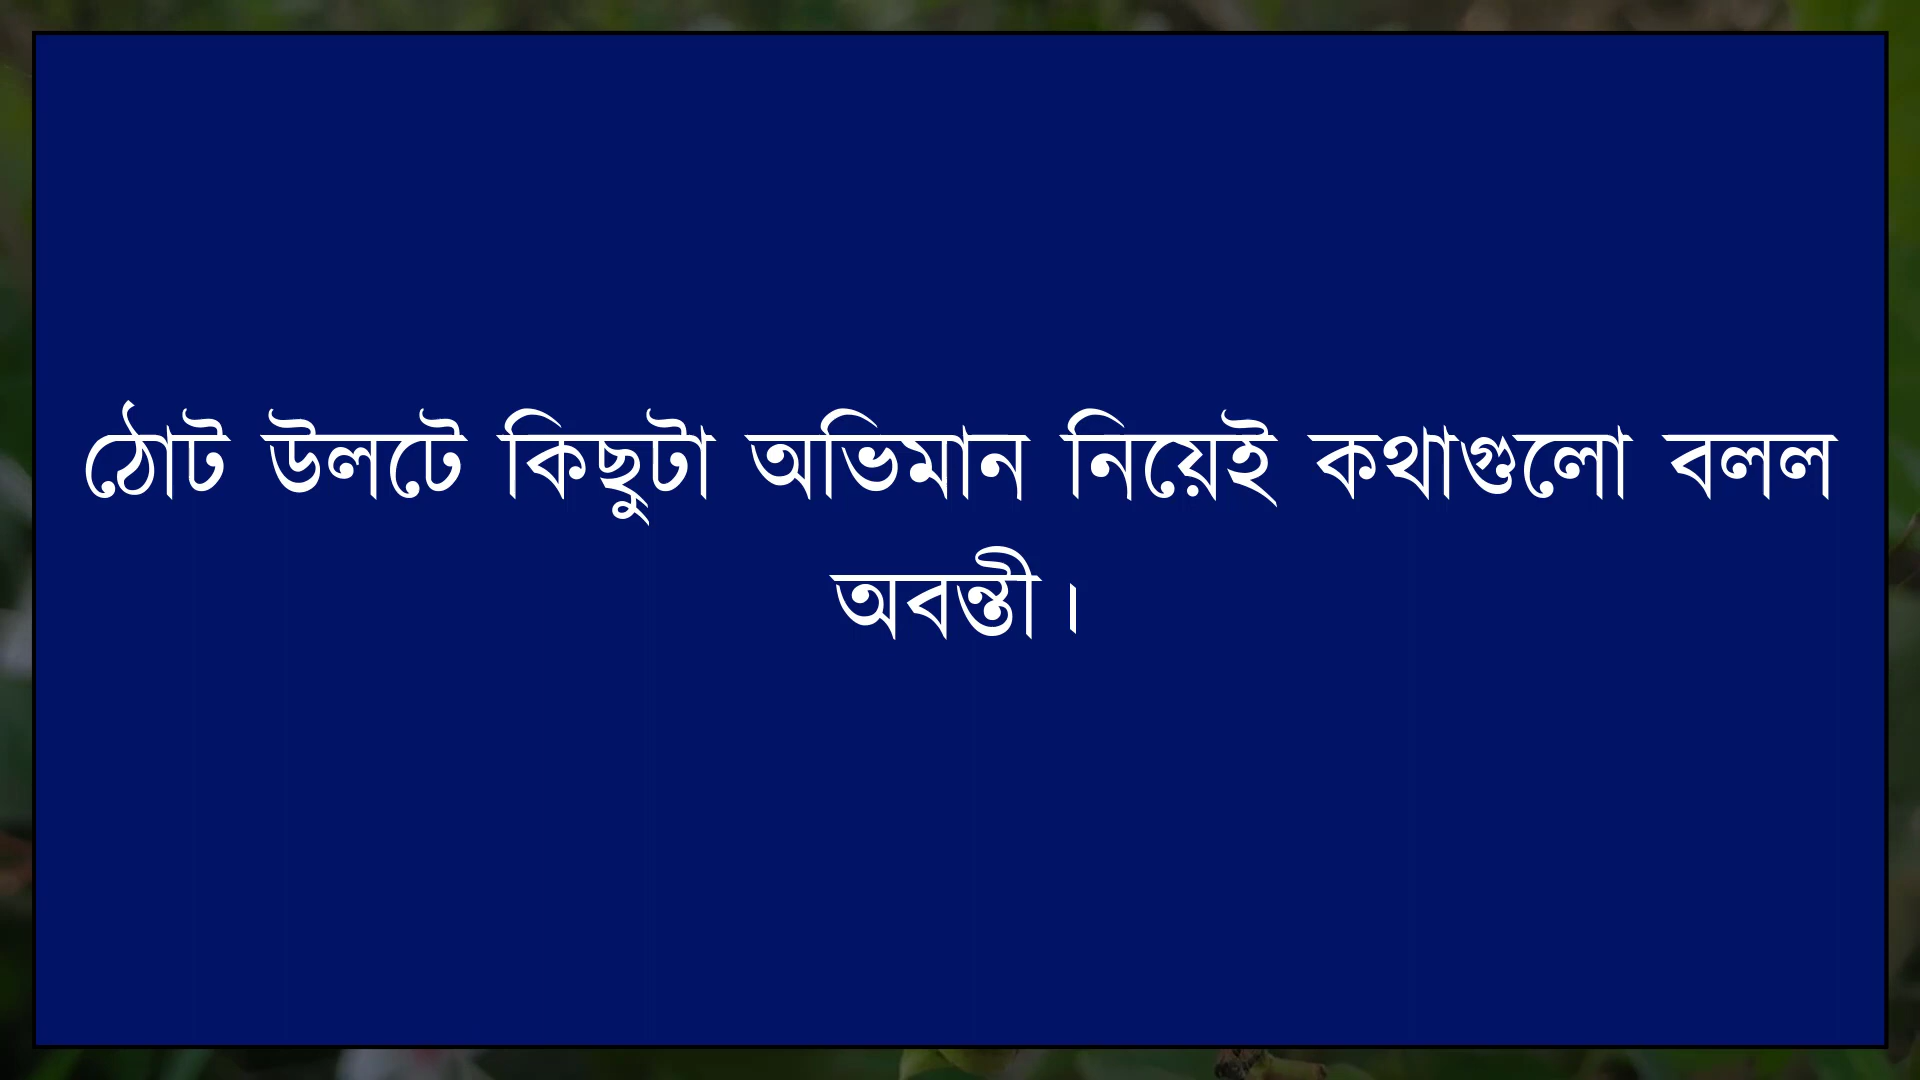 ঠোট উলটে কিছুটা অভিমান নিয়েই কথাগুলো বলল
অবন্তী।